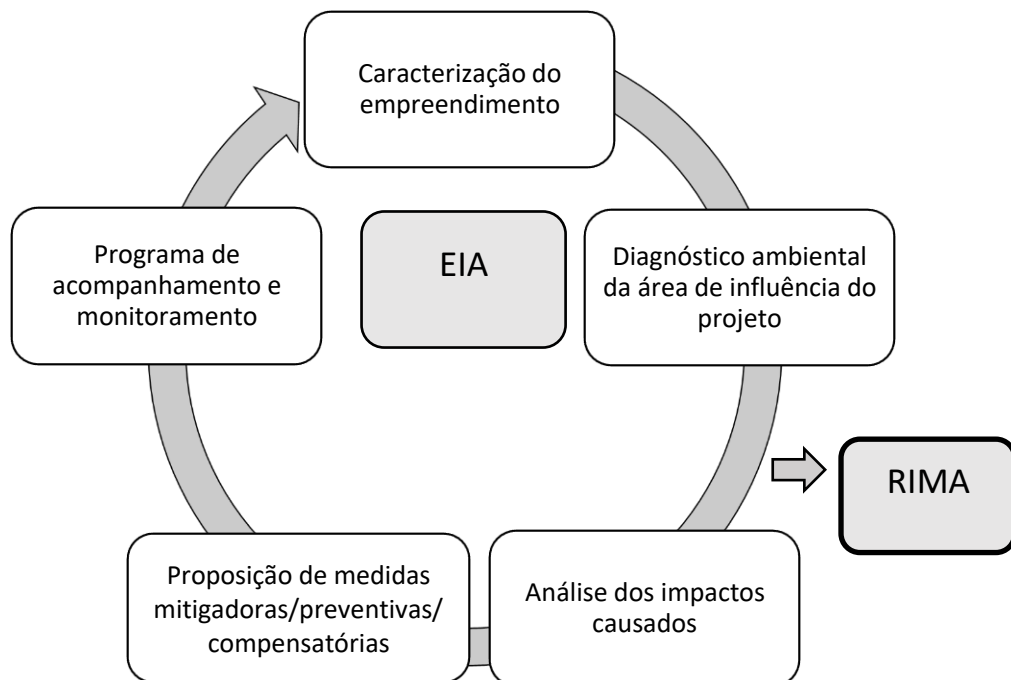 Caracterização do
empreendimento
EIA
Diagnóstico ambiental
da área de influência do
projeto
RIMA
Análise dos impactos
causados
Proposição de medidas
mitigadoras/preventivas/
compensatórias
Programa de
acompanhamento e
monitoramento